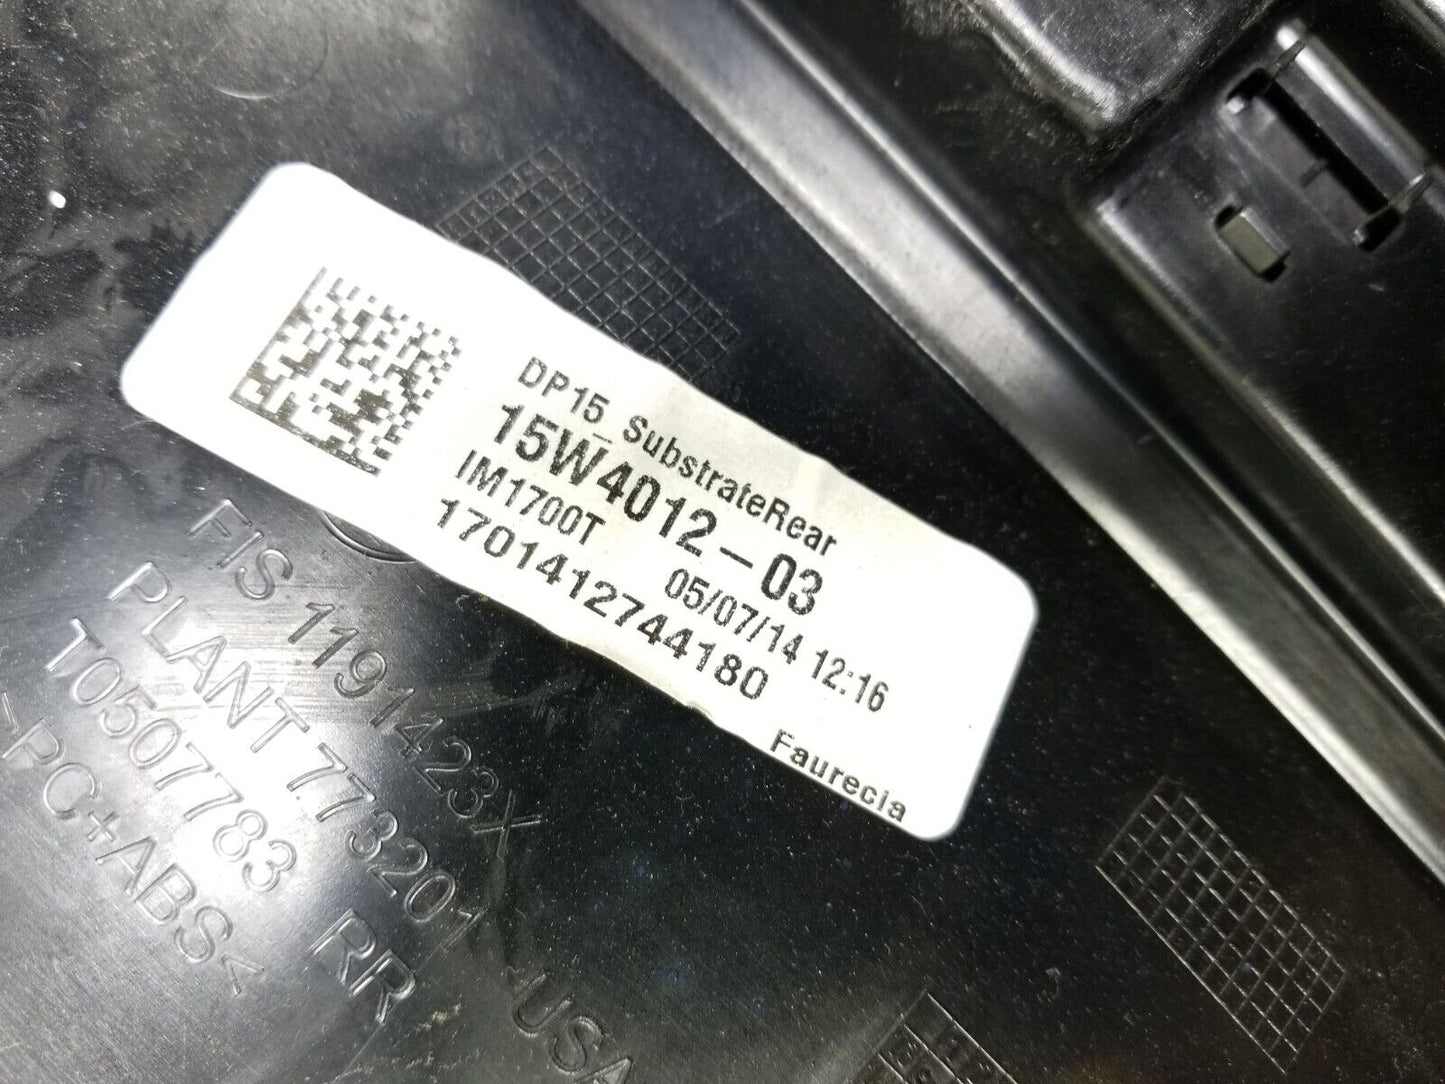 DP15_SubstrateRear
15W4012-03
IM1700T 05/07/14 12:16
1701412744180
Faurecia
FIS 1191423X
PLANT 773201 -USA
T0507783 RR
>PC+ABS<